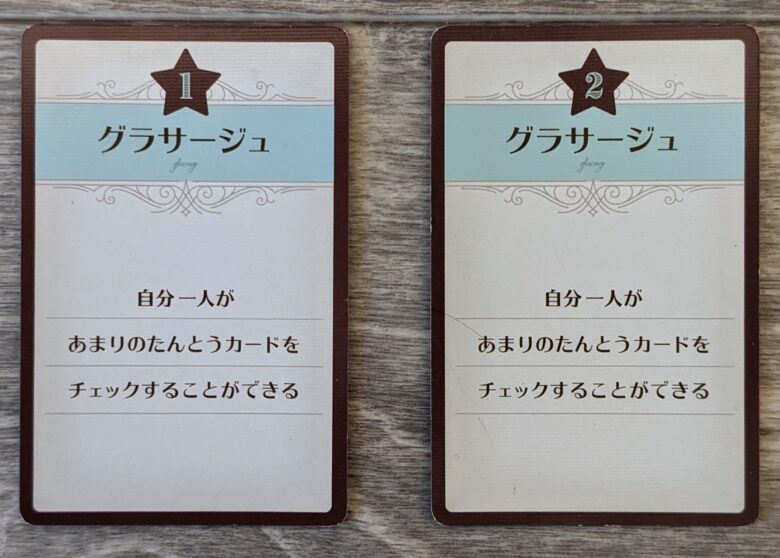 1
グラサージュ
glaçage
自分一人が
あまりのたんとうカードを
チェックすることができる
2
グラサージュ
glaçage
自分一人が
あまりのたんとうカードを
チェックすることができる